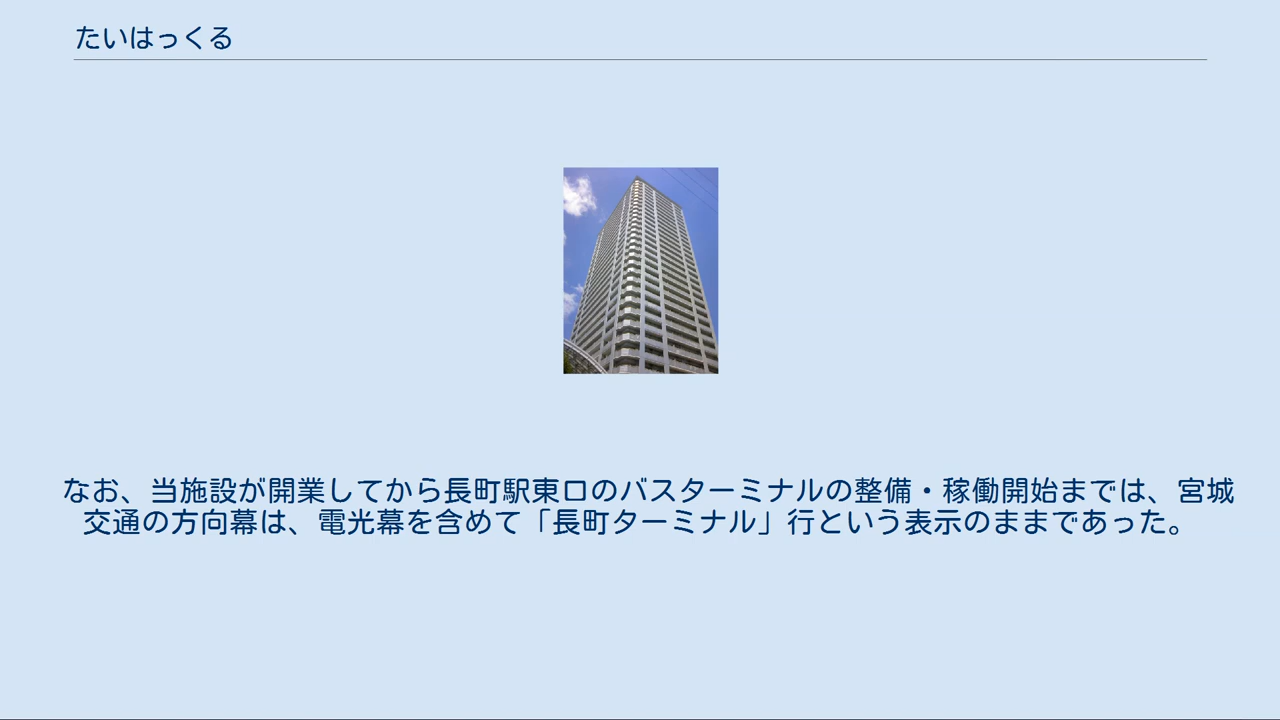 たいはっくる
なお、当施設が開業してから長町駅東口のバスターミナルの整備・稼働開始までは、宮城
交通の方向幕は、電光幕を含めて「長町ターミナル」行という表示のままであった。